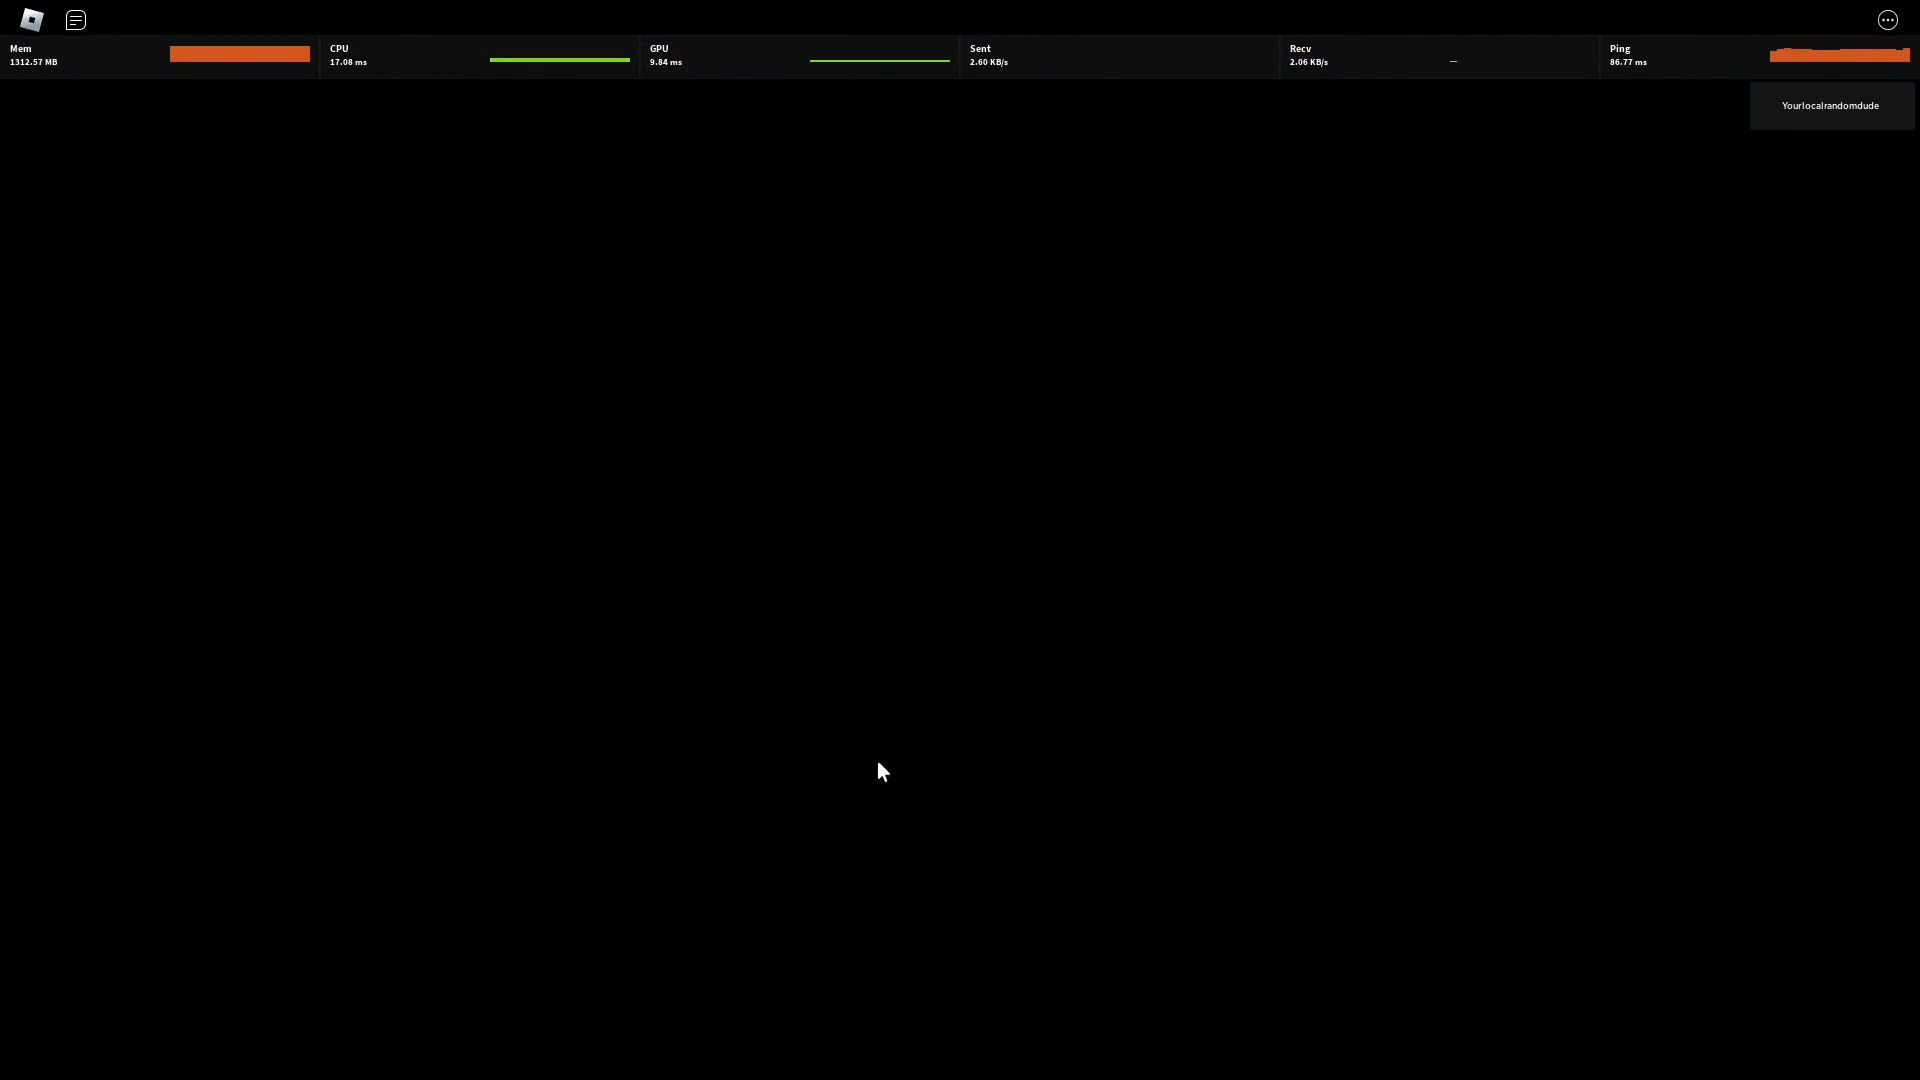 Mem
1312.57 MB
CPU
17.08 ms
GPU
9.84 ms
Sent
2.60 KB/s
Recv
2.06 KB/s
Ping
86.77 ms
Yourlocalrandomdude